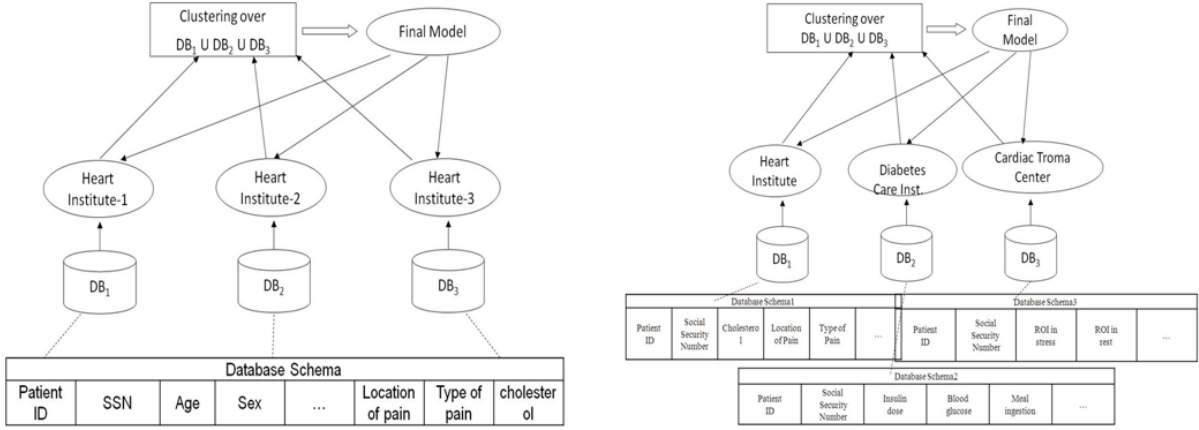 Clustering over
DB1 U DB2 U DB3
Final Model
Heart
Institute-1
Heart
Institute-2
Heart
Institute-3
DB1
DB2
DB3
Database Schema
Patient
ID
SSN
Age
Sex
...
Location
of pain
Type of
pain
cholester
ol
Clustering over
DB1 U DB2 U DB3
Final
Model
Heart
Institute
Diabetes
Care Inst.
Cardiac Troma
Center
DB1
DB2
DB3
Database Schema1
Patient
ID
Social
Security
Number
Cholestero
l
Location
of Pain
Type of
Pain
...
Database Schema3
Patient
ID
Social
Security
Number
ROI in
stress
ROI in
rest
...
Database Schema2
Patient
ID
Social
Security
Number
Insulin
dose
Blood
glucose
Meal
ingestion
...